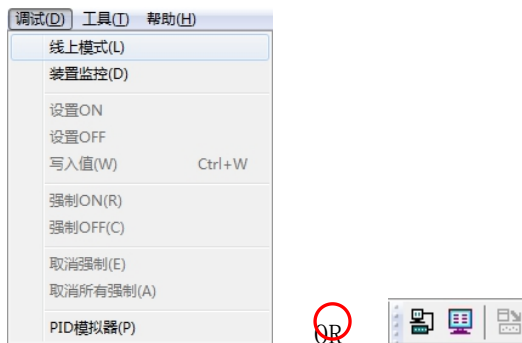 调试(D) 工具(T) 帮助(H)
线上模式(L)
装置监控(D)
设置ON
设置OFF
写入值(W) Ctrl+W
强制ON(R)
强制OFF(C)
取消强制(E)
取消所有强制(A)
PID模拟器(P)
OR